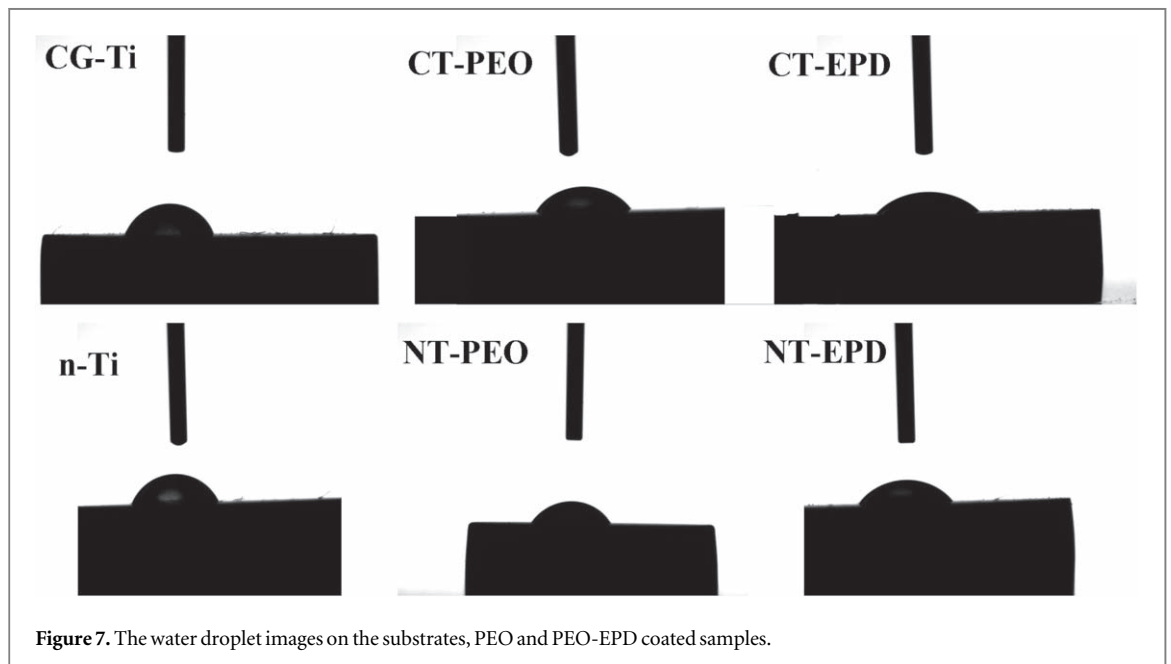 CG-Ti
CT-PEO
CT-EPD
n-Ti
NT-PEO
NT-EPD
Figure 7. The water droplet images on the substrates, PEO and PEO-EPD coated samples.